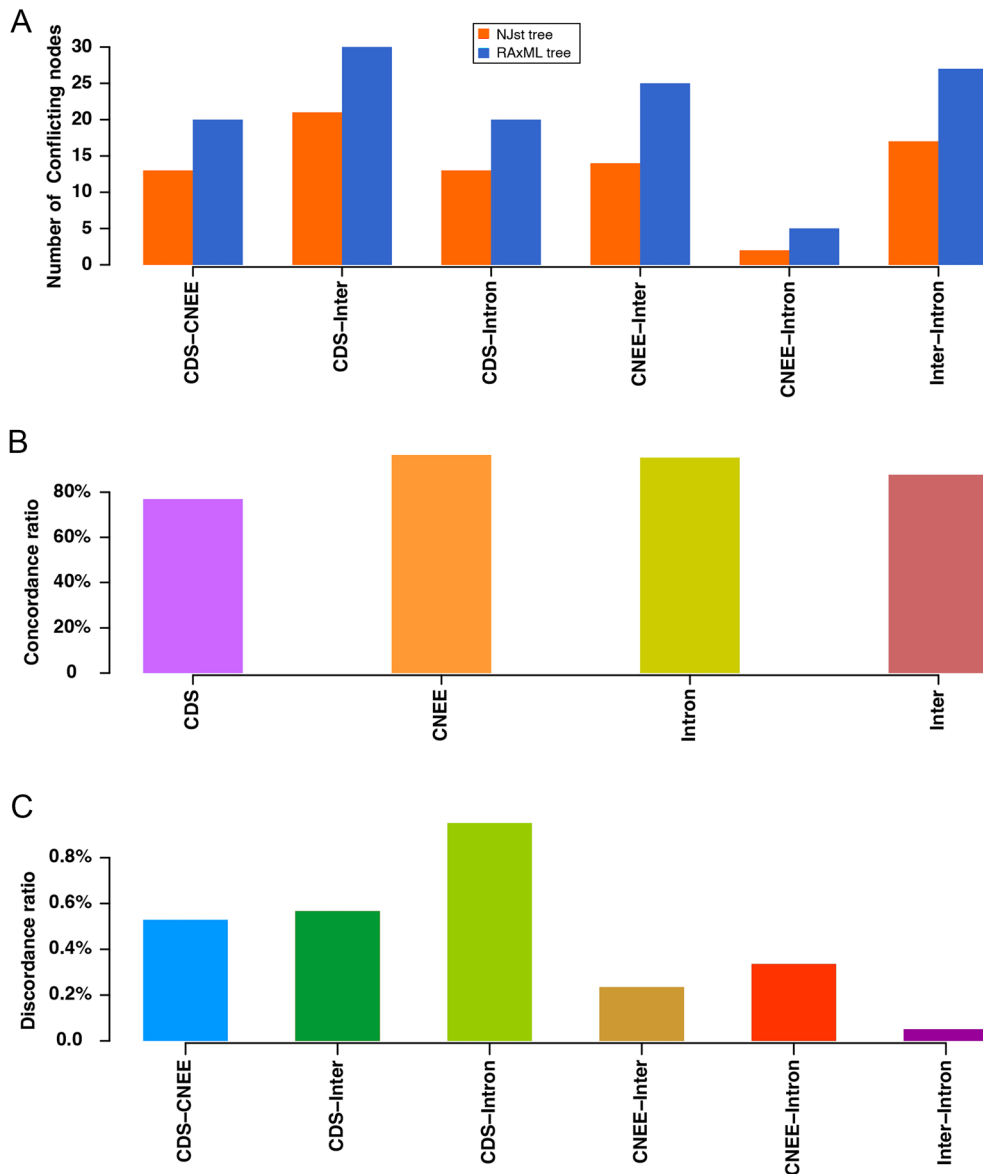 A
NJst tree
RAxML tree
Number of Conflicting nodes
30
25
20
15
10
5
0
CDS–CNEE
CDS–Inter
CDS–Intron
CNEE–Inter
CNEE–Intron
Inter–Intron
B
Concordance ratio
80%
60%
40%
20%
0
CDS
CNEE
Intron
Inter
C
Discordance ratio
0.8%
0.6%
0.4%
0.2%
0.0
CDS–CNEE
CDS–Inter
CDS–Intron
CNEE–Inter
CNEE–Intron
Inter–Intron